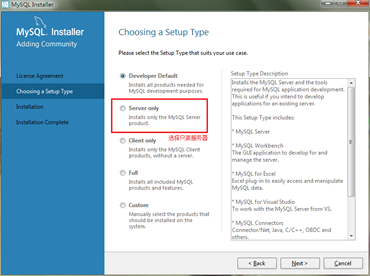 MySQL Installer
MySQL. Installer
Adding Community
License Agreement
Choosing a Setup Type
Installation
Installation Complete
Choosing a Setup Type
Please select the Setup Type that suits your use case.
Developer Default
Installs all products needed for
MySQL development purposes.
Server only
Installs only the MySQL Server
product.
Client only
Installs only the MySQL Client
products, without a server.
Full
Installs all included MySQL
products and features.
Custom
Manually select the products that
should be installed on the
system.
Setup Type Description
Installs the MySQL Server and the tools
required for MySQL application development.
This is useful if you intend to develop
applications for an existing server.
This Setup Type includes:
* MySQL Server
* MySQL Workbench
The GUI application to develop for and
manage the server.
* MySQL for Excel
Excel plug-in to easily access and manipulate
MySQL data.
* MySQL for Visual Studio
To work with the MySQL Server from VS.
* MySQL Connectors
Connector/Net, Java, C/C++, OBDC and
others.
< Back
Next >
Cancel